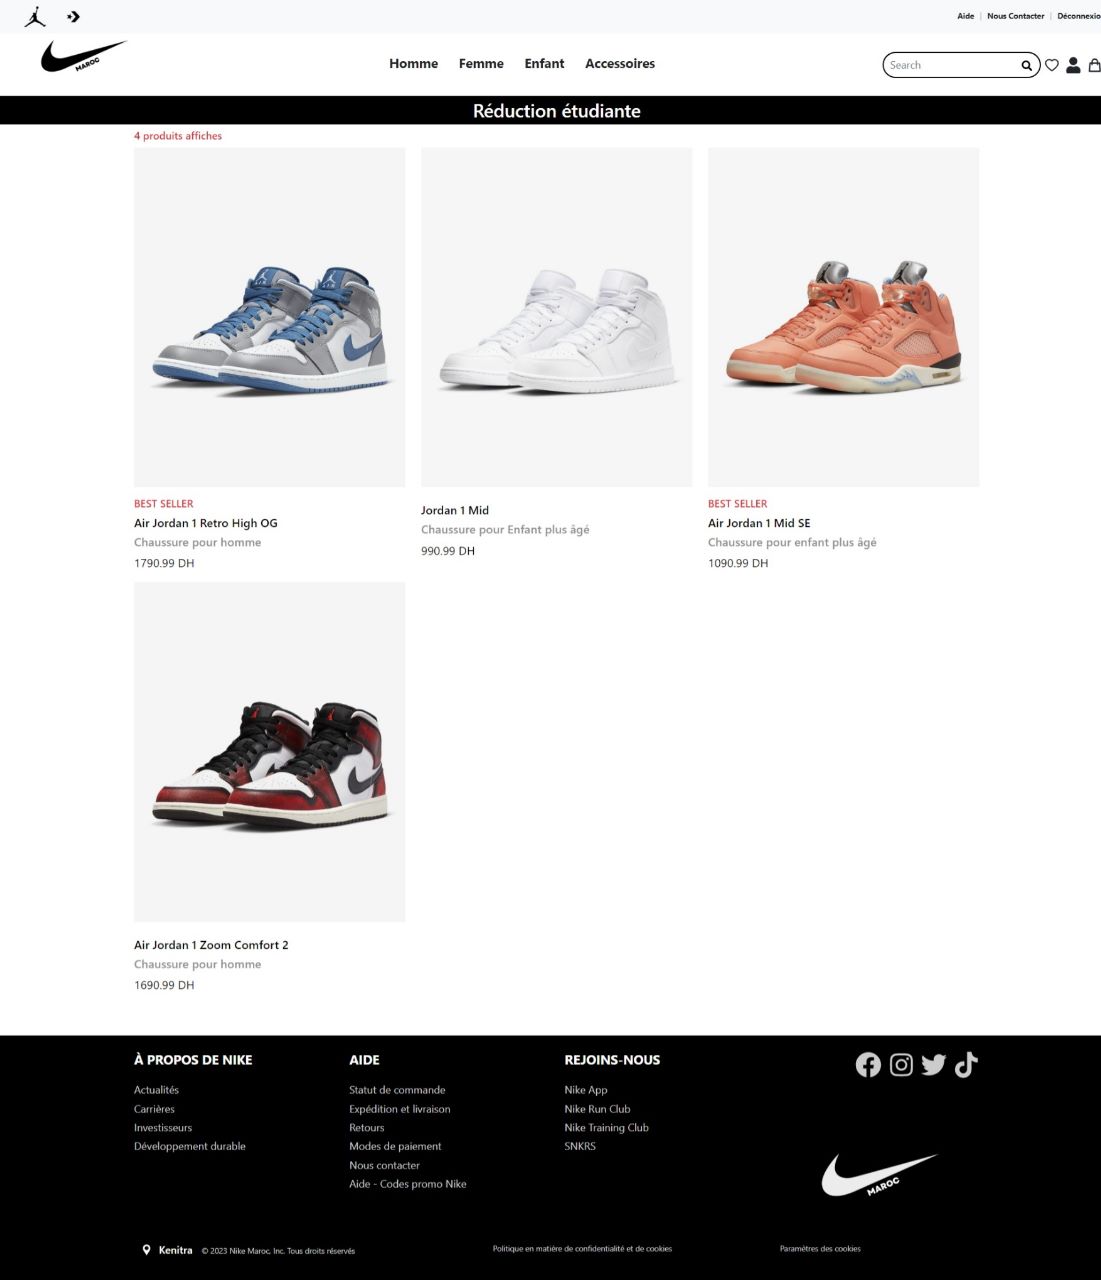 Aide | Nous Contacter | Déconnexio
MAROC
Homme Femme Enfant Accessoires
Search
Réduction étudiante
4 produits affiches
BEST SELLER
Air Jordan 1 Retro High OG
Chaussure pour homme
1790.99 DH
Jordan 1 Mid
Chaussure pour Enfant plus âgé
990.99 DH
BEST SELLER
Air Jordan 1 Mid SE
Chaussure pour enfant plus âgé
1090.99 DH
Air Jordan 1 Zoom Comfort 2
Chaussure pour homme
1690.99 DH
À PROPOS DE NIKE
Actualités
Carrières
Investisseurs
Développement durable
AIDE
Statut de commande
Expédition et livraison
Retours
Modes de paiement
Nous contacter
Aide - Codes promo Nike
REJOINS-NOUS
Nike App
Nike Run Club
Nike Training Club
SNKRS
MAROC
Kenitra © 2023 Nike Maroc, Inc. Tous droits réservés
Politique en matière de confidentialité et de cookies
Paramètres des cookies